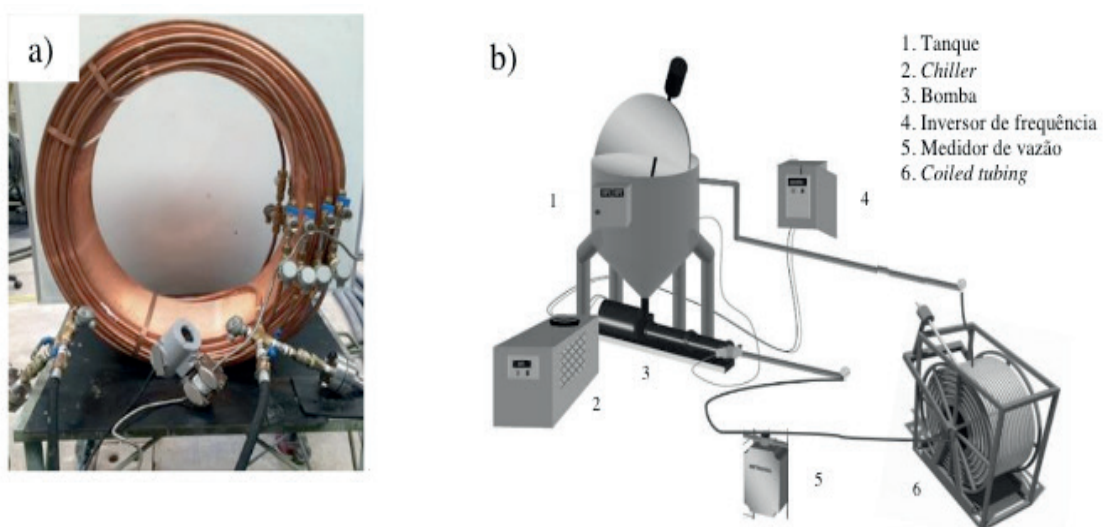 a)
b)
1. Tanque
2. Chiller
3. Bomba
4. Inversor de frequência
5. Medidor de vazão
6. Coiled tubing
1
4
3
2
5
6